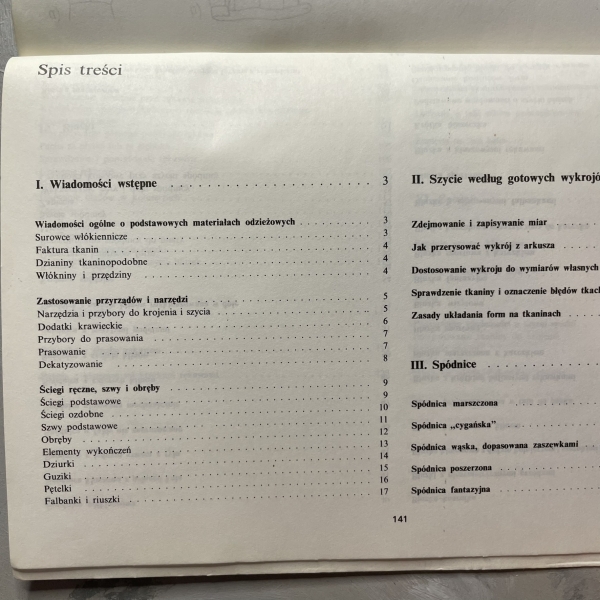 Spis treści
I. Wiadomości wstępne . . . . . . . . . . . . . . . . . . . . 3
Wiadomości ogólne o podstawowych materiałach odzieżowych . . . . . . . . . 3
Surowce włókiennicze . . . . . . . . . . . . . . . . . . . . 3
Faktura tkanin . . . . . . . . . . . . . . . . . . . . 4
Dzianiny tkaninopodobne . . . . . . . . . . . . . . . . . . . . 4
Włókniny i przędziny . . . . . . . . . . . . . . . . . . . . 4
Zastosowanie przyrządów i narzędzi . . . . . . . . . . . . . . . . . . . . 5
Narzędzia i przybory do krojenia i szycia . . . . . . . . . . . . . . . . . . . . 5
Dodatki krawieckie . . . . . . . . . . . . . . . . . . . . 6
Przybory do prasowania . . . . . . . . . . . . . . . . . . . . 7
Prasowanie . . . . . . . . . . . . . . . . . . . . 7
Dekatyzowanie . . . . . . . . . . . . . . . . . . . . 8
Ściegi ręczne, szwy i obręby . . . . . . . . . . . . . . . . . . . . 9
Ściegi podstawowe . . . . . . . . . . . . . . . . . . . . 9
Ściegi ozdobne . . . . . . . . . . . . . . . . . . . . 10
Szwy podstawowe . . . . . . . . . . . . . . . . . . . . 11
Obręby . . . . . . . . . . . . . . . . . . . . 12
Elementy wykończeń . . . . . . . . . . . . . . . . . . . . 13
Dziurki . . . . . . . . . . . . . . . . . . . . 14
Guziki . . . . . . . . . . . . . . . . . . . . 15
Pętelki . . . . . . . . . . . . . . . . . . . . 16
Falbanki i riuszki . . . . . . . . . . . . . . . . . . . . 17
II. Szycie według gotowych wykrojó
Zdejmowanie i zapisywanie miar . . . . .
Jak przerysować wykrój z arkusza . . . .
Dostosowanie wykroju do wymiarów własnych
Sprawdzenie tkaniny i oznaczenie błędów tkac
Zasady układania form na tkaninach . . .
III. Spódnice . . . . . . . . . .
Spódnica marszczona . . . . . . . . .
Spódnica „cygańska” . . . . . . . . .
Spódnica wąska, dopasowana zaszewkami . .
Spódnica poszerzona . . . . . . . . .
Spódnica fantazyjna . . . . . . . . .
141